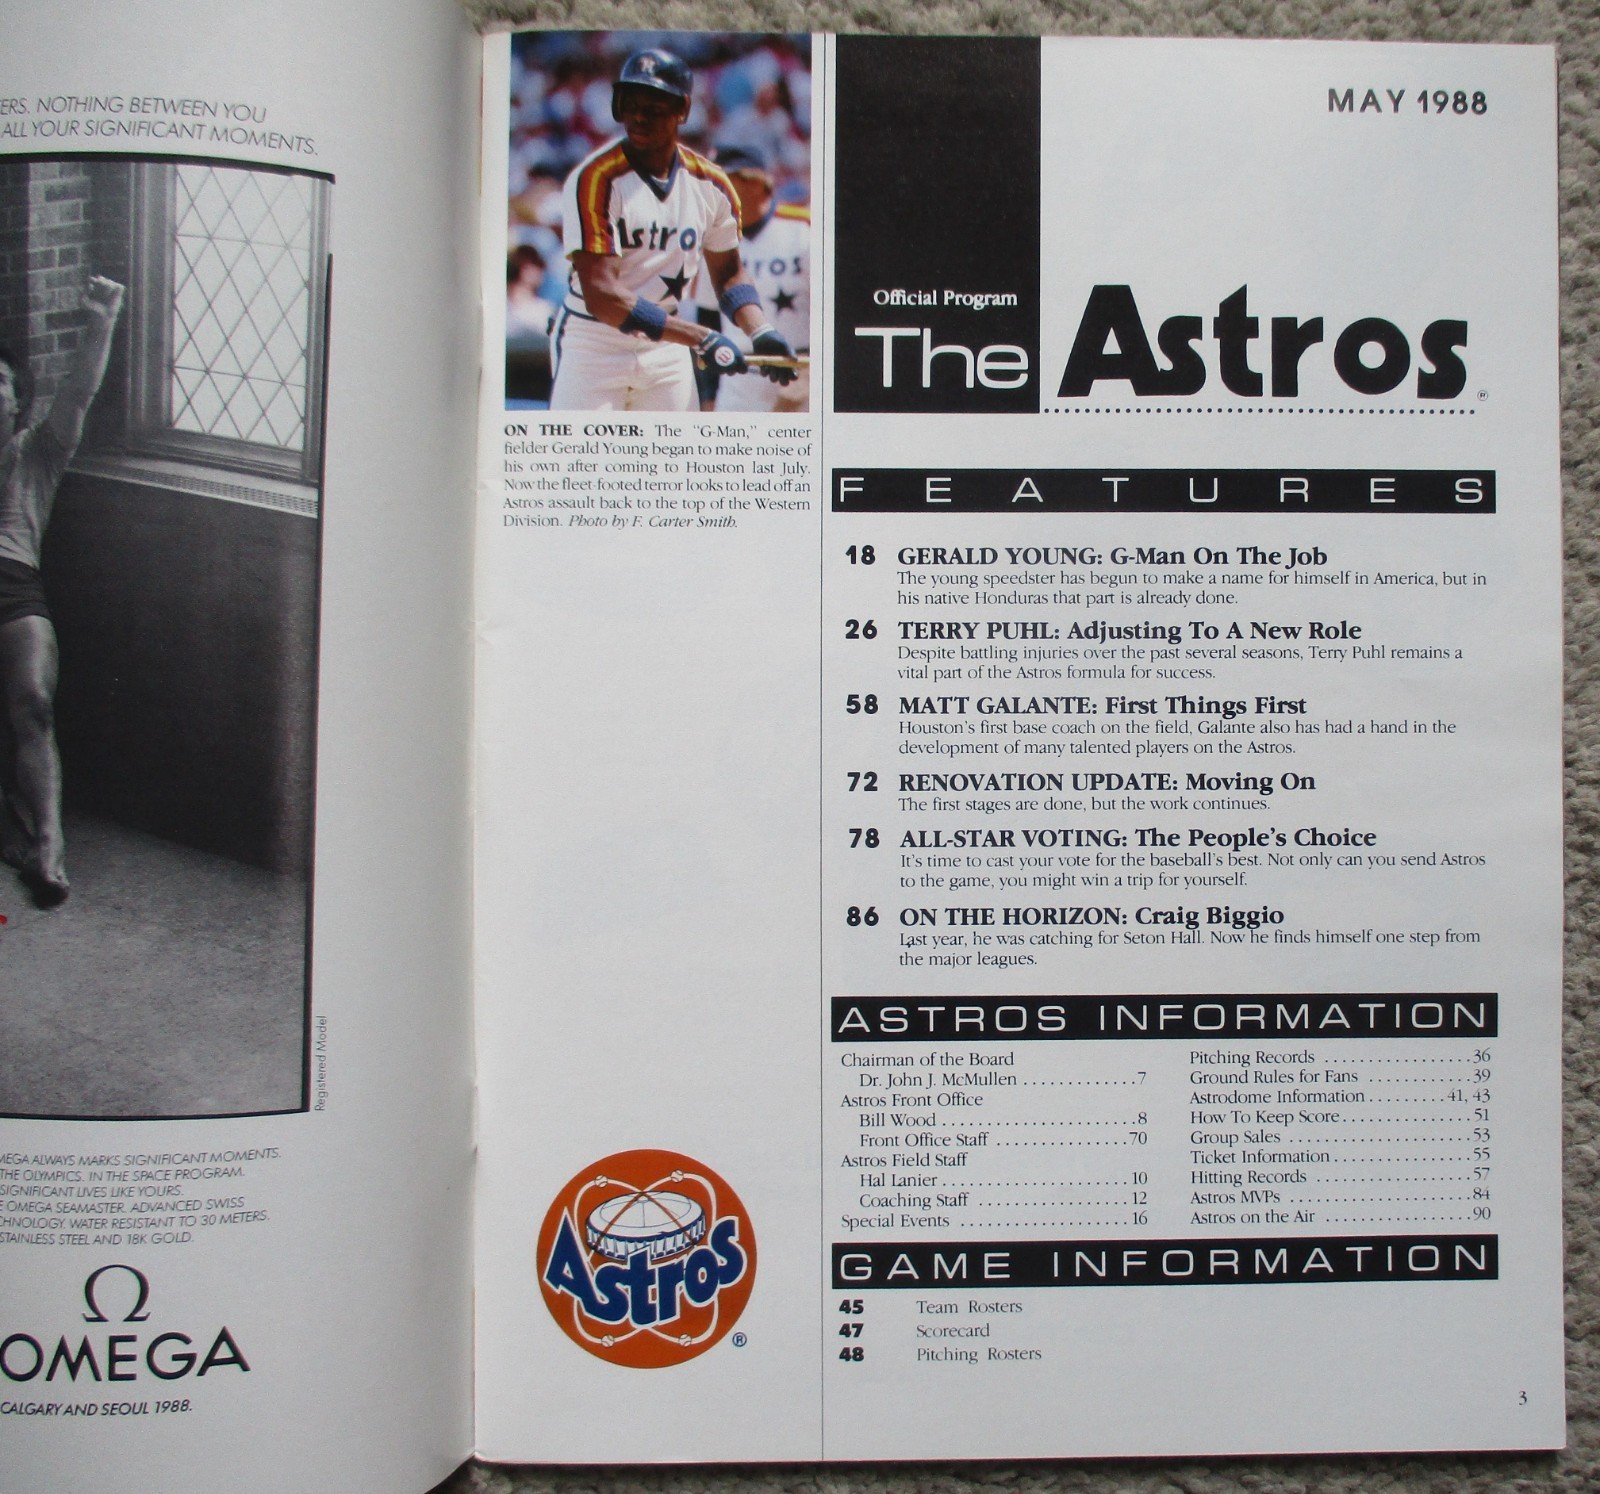 ERS. NOTHING BETWEEN YOU
ALL YOUR SIGNIFICANT MOMENTS.
Registered Model
OMEGA ALWAYS MARKS SIGNIFICANT MOMENTS.
THE OLYMPICS. IN THE SPACE PROGRAM.
SIGNIFICANT LIVES LIKE YOURS.
OMEGA SEAMASTER. ADVANCED SWISS
CHNOLOGY. WATER RESISTANT TO 30 METERS.
STAINLESS STEEL AND 18K GOLD.
Ω
OMEGA
CALGARY AND SEOUL 1988.
Astros
ros
ON THE COVER: The "G-Man," center
fielder Gerald Young began to make noise of
his own after coming to Houston last July.
Now the fleet-footed terror looks to lead off an
Astros assault back to the top of the Western
Division. Photo by F. Carter Smith.
Astros
®
MAY 1988
Official Program
The Astros®
FEATURES
18 GERALD YOUNG: G-Man On The Job
The young speedster has begun to make a name for himself in America, but in
his native Honduras that part is already done.
26 TERRY PUHL: Adjusting To A New Role
Despite battling injuries over the past several seasons, Terry Puhl remains a
vital part of the Astros formula for success.
58 MATT GALANTE: First Things First
Houston's first base coach on the field, Galante also has had a hand in the
development of many talented players on the Astros.
72 RENOVATION UPDATE: Moving On
The first stages are done, but the work continues.
78 ALL-STAR VOTING: The People's Choice
It's time to cast your vote for the baseball's best. Not only can you send Astros
to the game, you might win a trip for yourself.
86 ON THE HORIZON: Craig Biggio
Last year, he was catching for Seton Hall. Now he finds himself one step from
the major leagues.
ASTROS INFORMATION
Chairman of the Board
Dr. John J. McMullen .............7
Astros Front Office
Bill Wood ......................8
Front Office Staff ..............70
Astros Field Staff
Hal Lanier .....................10
Coaching Staff .................12
Special Events ...................16
Pitching Records .................36
Ground Rules for Fans ............39
Astrodome Information .........41, 43
How To Keep Score ...............51
Group Sales .....................53
Ticket Information ................55
Hitting Records ..................57
Astros MVPs .....................84
Astros on the Air .................90
GAME INFORMATION
45 Team Rosters
47 Scorecard
48 Pitching Rosters
3